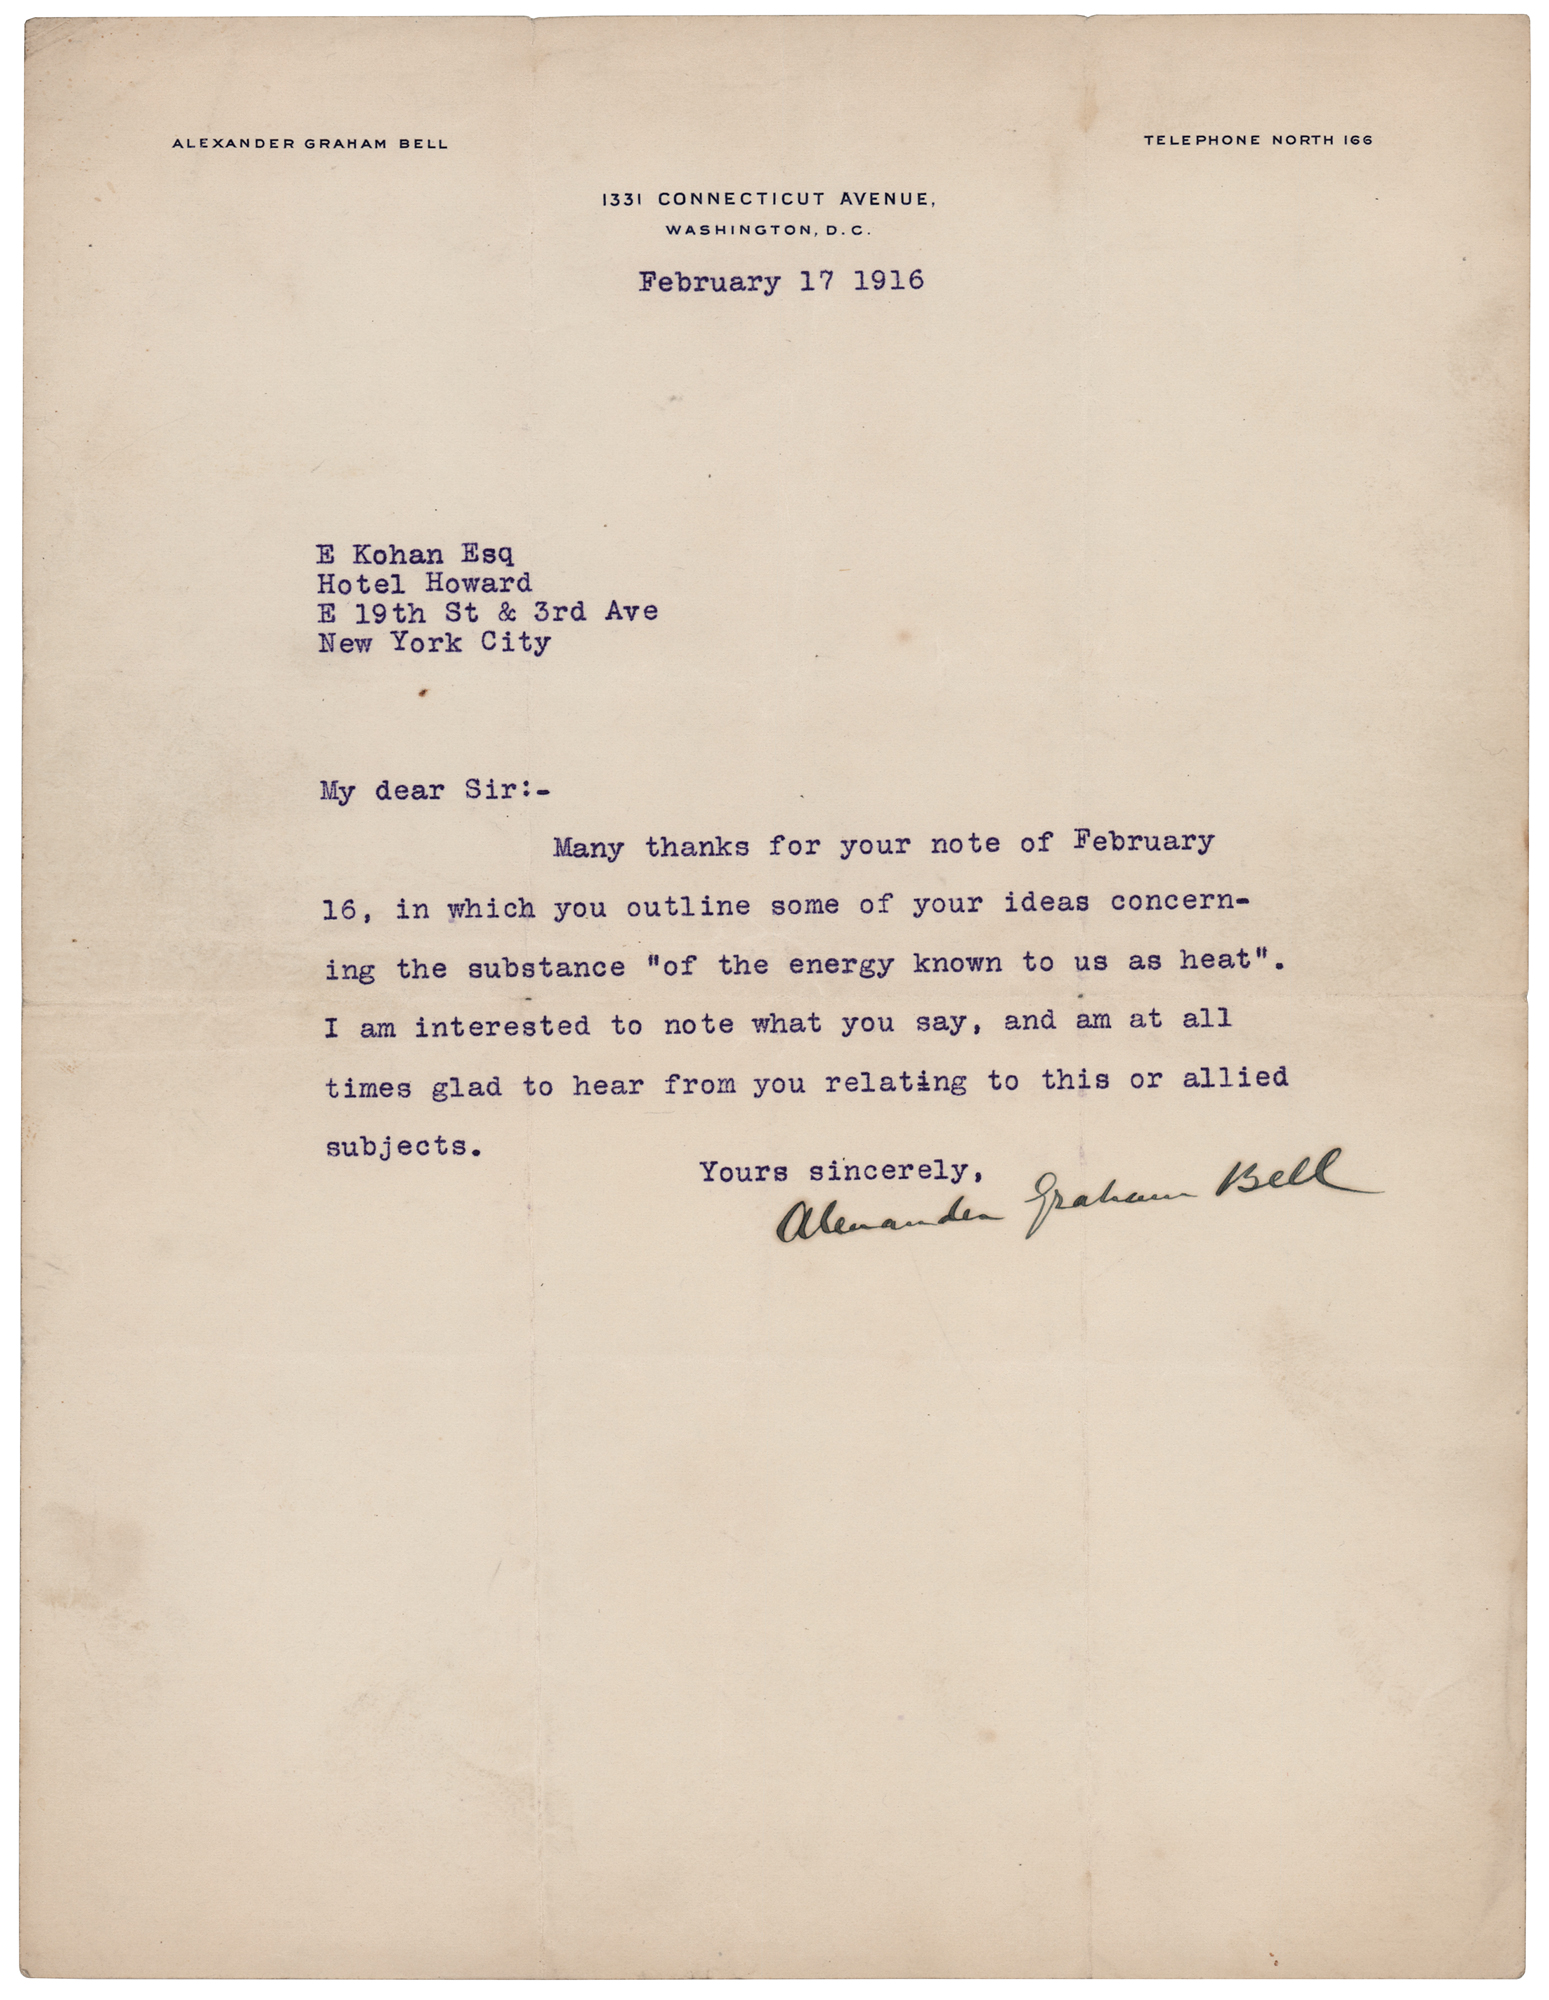 ALEXANDER GRAHAM BELL
TELEPHONE NORTH 166
1331 CONNECTICUT AVENUE,
WASHINGTON, D.C.
February 17 1916
E Kohan Esq
Hotel Howard
E 19th St & 3rd Ave
New York City
My dear Sir:-
Many thanks for your note of February
16, in which you outline some of your ideas concern-
ing the substance "of the energy known to us as heat".
I am interested to note what you say, and am at all
times glad to hear from you relating to this or allied
subjects.
Yours sincerely,
Alexander Graham Bell